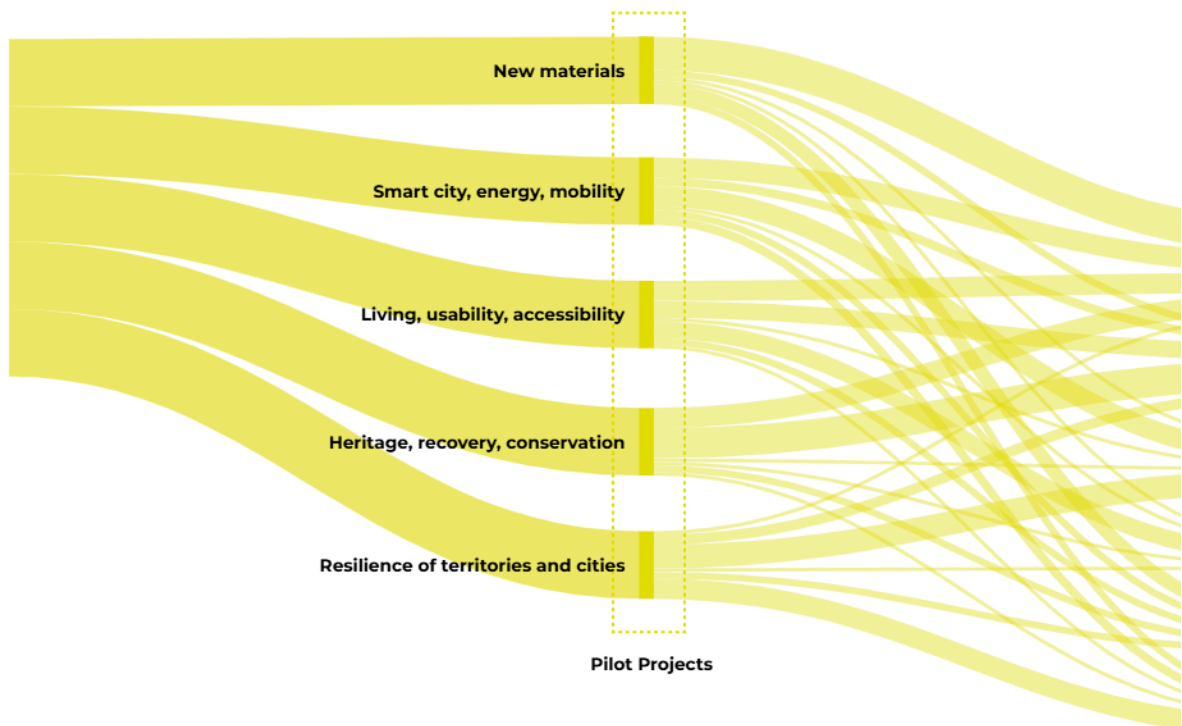 New materials
Smart city, energy, mobility
Living, usability, accessibility
Heritage, recovery, conservation
Resilience of territories and cities
Pilot Projects